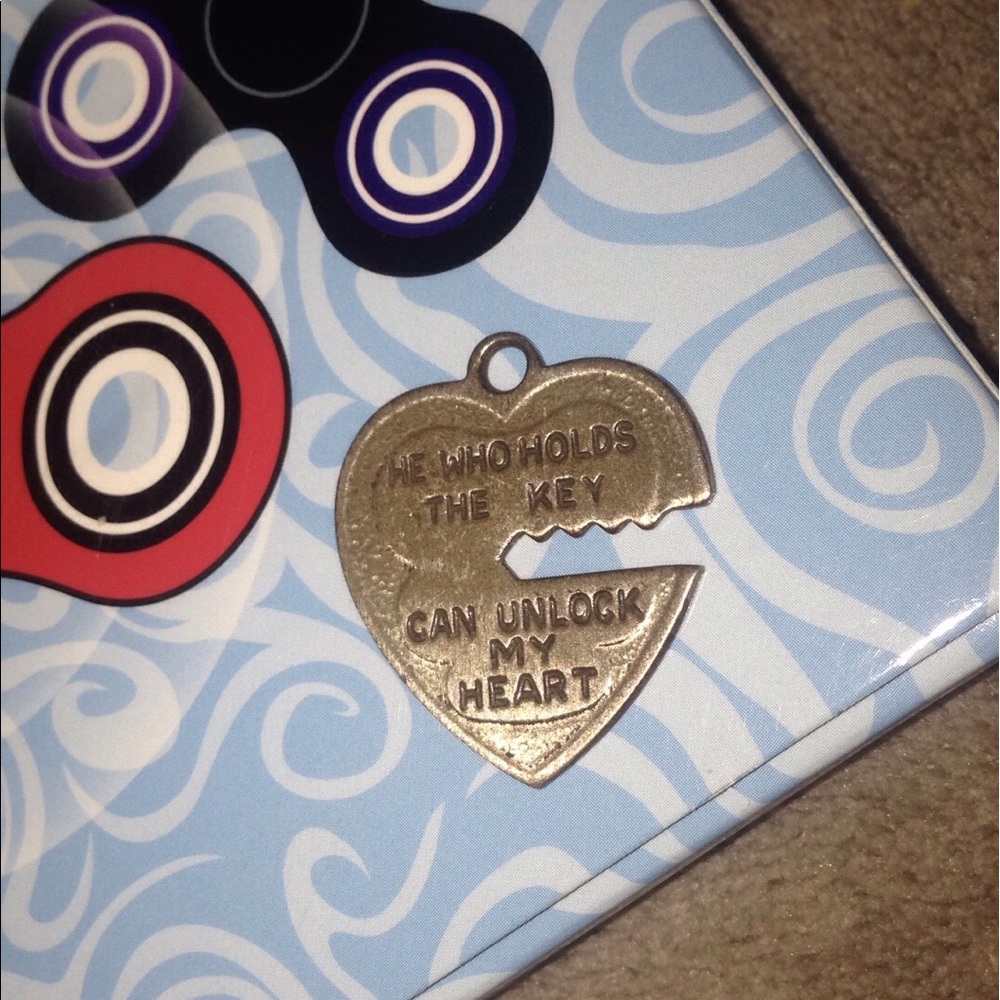 HE WHO HOLDS
THE KEY
CAN UNLOCK
MY
HEART